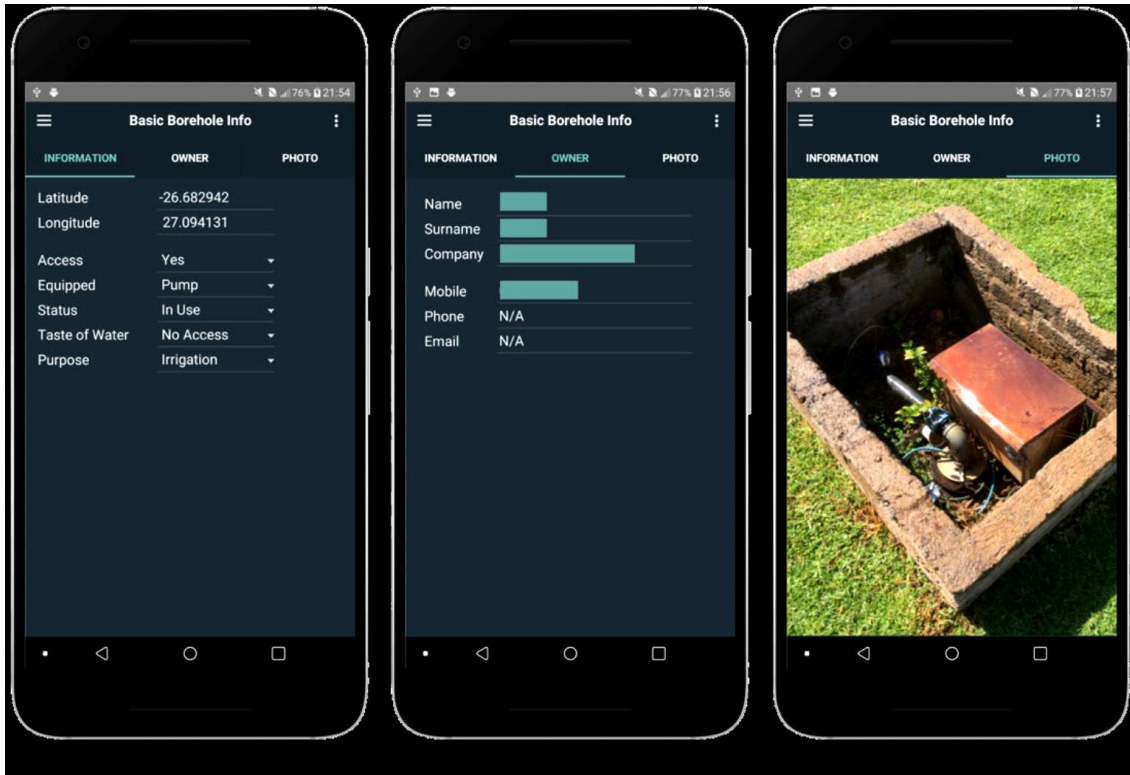 76% 21:54
Basic Borehole Info
INFORMATION OWNER PHOTO
Latitude -26.682942
Longitude 27.094131
Access Yes
Equipped Pump
Status In Use
Taste of Water No Access
Purpose Irrigation
77% 21:56
Basic Borehole Info
INFORMATION OWNER PHOTO
Name
Surname
Company
Mobile
Phone N/A
Email N/A
77% 21:57
Basic Borehole Info
INFORMATION OWNER PHOTO